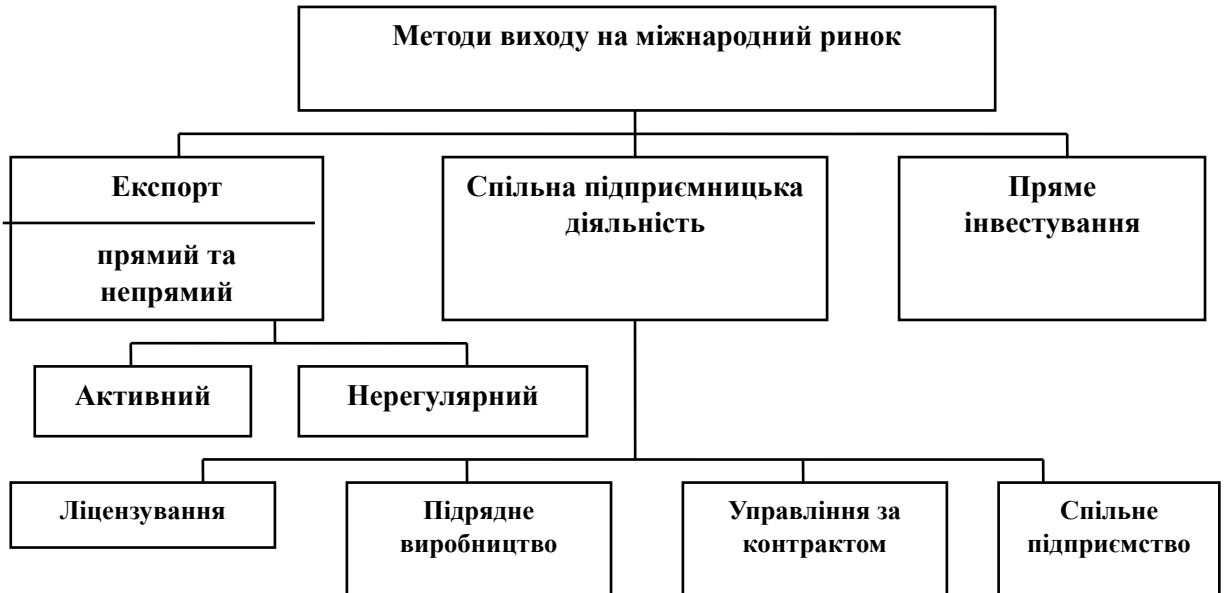 Методи виходу на міжнародний ринок
Експорт
прямий та
непрямий
Спільна підприємницька
діяльність
Пряме
інвестування
Активний
Нерегулярний
Ліцензування
Підрядне
виробництво
Управління за
контрактом
Спільне
підприємство